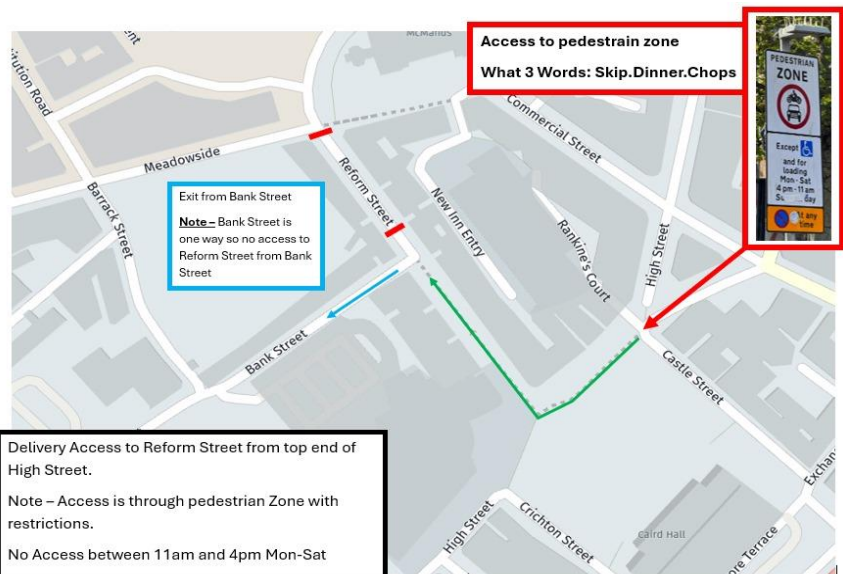 McManus
Access to pedestrain zone
What 3 Words: Skip.Dinner.Chops
PEDESTRIAN
ZONE
Except
and for
loading
Mon - Sat
4 pm - 11 am
day
any
time
Road
Meadowside
Barrack Street
Reform Street
Commercial Street
New Inn Entry
Rankine's Court
High Street
Exit from Bank Street
Note – Bank Street is
one way so no access to
Reform Street from Bank
Street
Bank Street
Castle Street
Delivery Access to Reform Street from top end of
High Street.
Note – Access is through pedestrian Zone with
restrictions.
No Access between 11am and 4pm Mon-Sat
High Street
Crichton Street
Caird Hall
Terrace